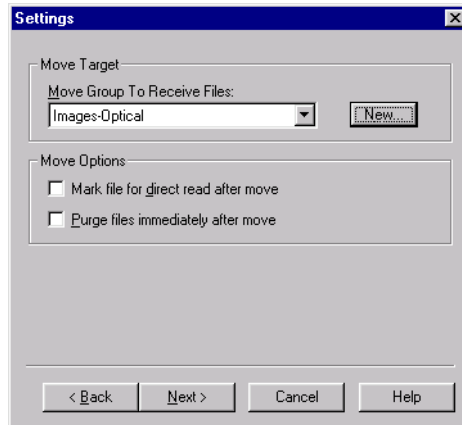 Settings
Move Target
Move Group To Receive Files:
Images-Optical
New...
Move Options
Mark file for direct read after move
Purge files immediately after move
< Back
Next >
Cancel
Help